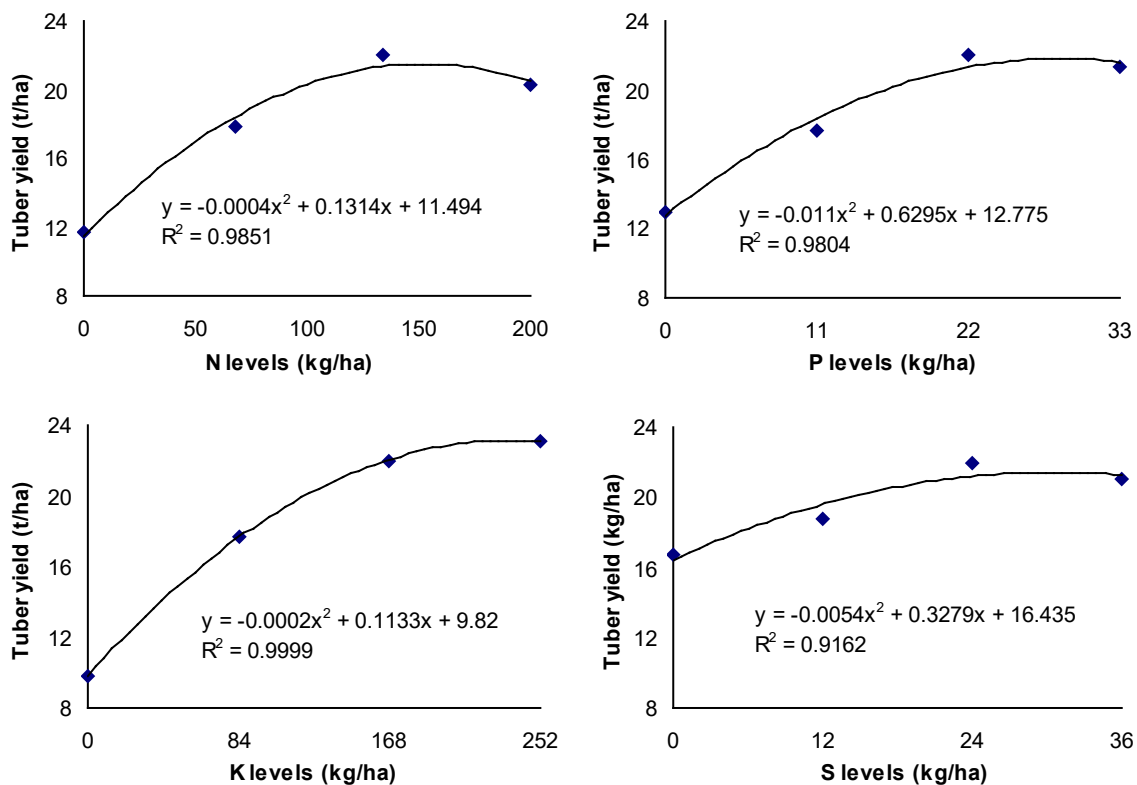 Tuber yield (t/ha)
24
20
16
12
8
y = -0.0004x² + 0.1314x + 11.494
R² = 0.9851
0 50 100 150 200
N levels (kg/ha)
Tuber yield (t/ha)
24
20
16
12
8
y = -0.011x² + 0.6295x + 12.775
R² = 0.9804
0 11 22 33
P levels (kg/ha)
Tuber yield (t/ha)
24
20
16
12
8
y = -0.0002x² + 0.1133x + 9.82
R² = 0.9999
0 84 168 252
K levels (kg/ha)
Tuber yield (kg/ha)
24
20
16
12
8
y = -0.0054x² + 0.3279x + 16.435
R² = 0.9162
0 12 24 36
S levels (kg/ha)